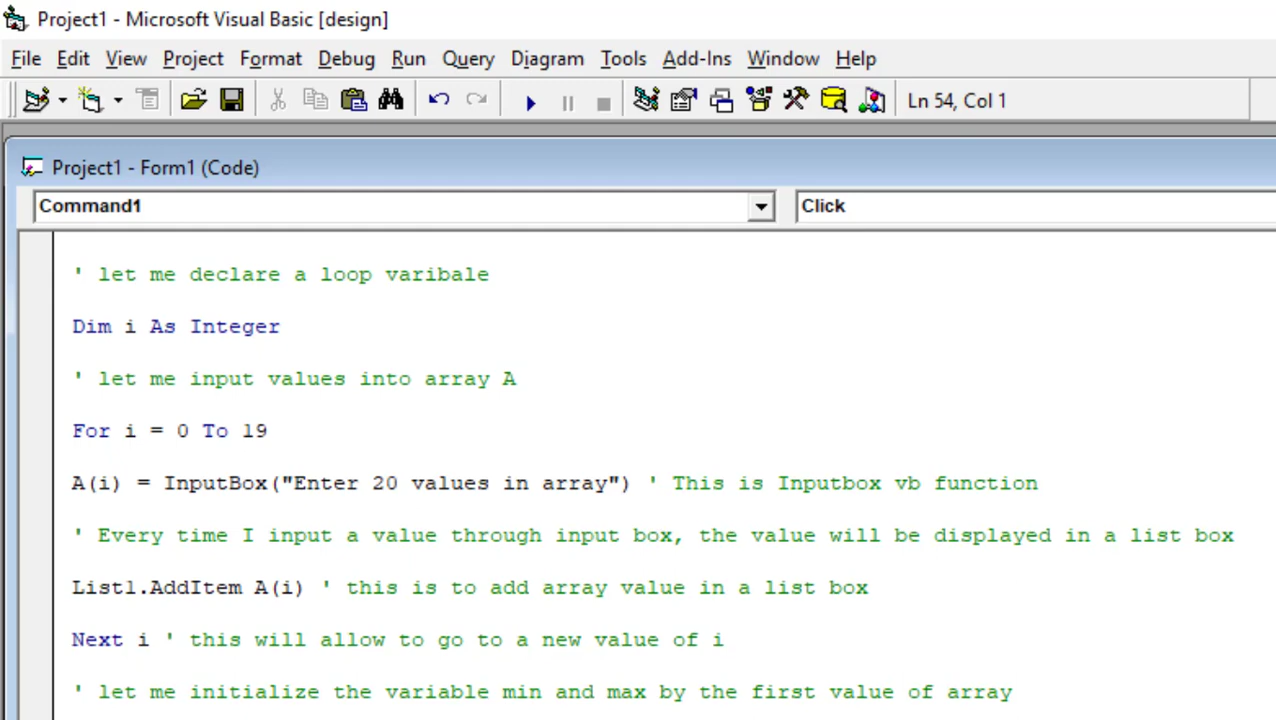 Project1 - Microsoft Visual Basic [design]
File Edit View Project Format Debug Run Query Diagram Tools Add-Ins Window Help
Ln 54, Col 1
Project1 - Form1 (Code)
Command1 Click
' let me declare a loop varibale
Dim i As Integer
' let me input values into array A
For i = 0 To 19
A(i) = InputBox("Enter 20 values in array") ' This is Inputbox vb function
' Every time I input a value through input box, the value will be displayed in a list box
List1.AddItem A(i) ' this is to add array value in a list box
Next i ' this will allow to go to a new value of i
' let me initialize the variable min and max by the first value of array